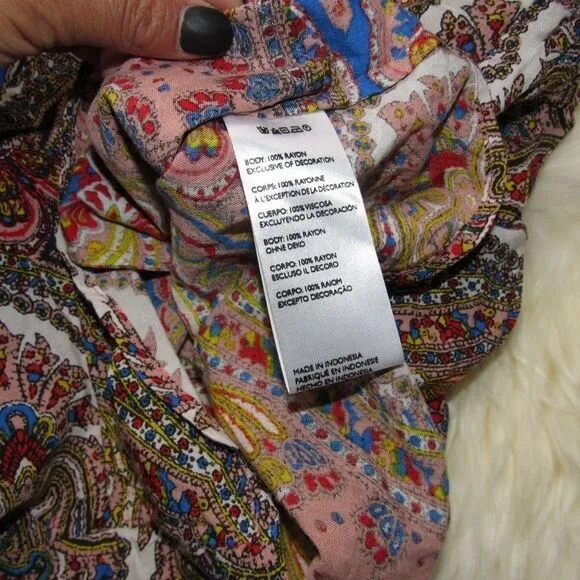 BODY: 100% RAYON
EXCLUSIVE OF DECORATION
CORPS: 100% RAYONNE
À L'EXCEPTION DE LA DÉCORATION
CUERPO: 100% VISCOSA
EXCLUYENDO LA DECORACIÓN
BODY: 100% RAYON
OHNE DEKO
CORPO: 100% RAYON
ESCLUSO IL DECORO
CORPO: 100% RAIOM
EXCEPTO DECORAÇÃO
MADE IN INDONESIA
FABRIQUÉ EN INDONESIE
HECHO EN INDONESIA